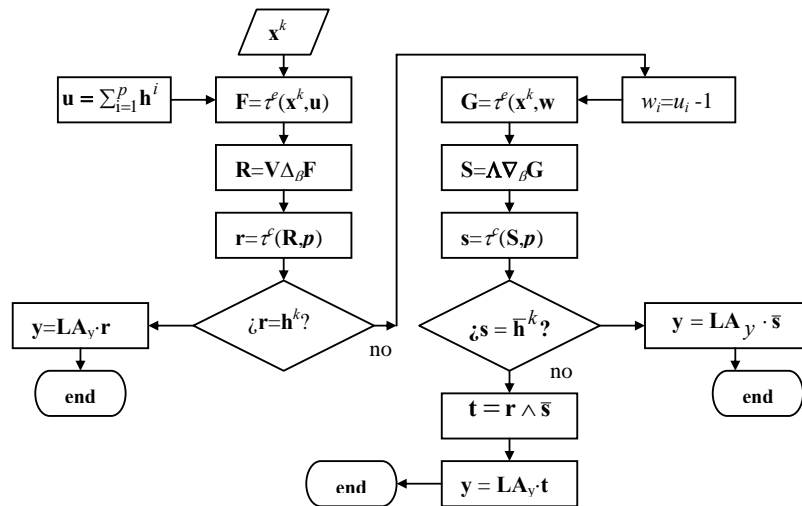 x^k
u = ∑_{i=1}^{p} h^i
F=τ^e(x^k,u)
R=VΔ_βF
r=τ^c(R,p)
¿r=h^k?
no
y=LA_y·r
end
w_i=u_i -1
G=τ^e(x^k,w
S=Λ∇_βG
s=τ^c(S,p)
¿s = h̅^k?
no
y = LA_y · s̅
end
t = r ∧ s̅
y = LA_y·t
end